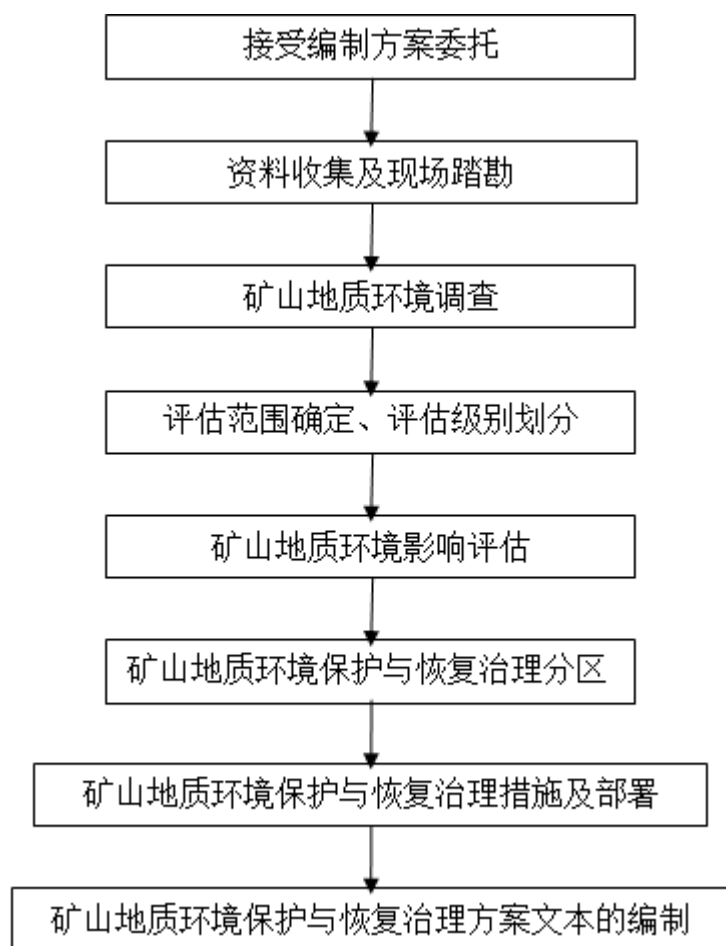 接受编制方案委托
资料收集及现场踏勘
矿山地质环境调查
评估范围确定、评估级别划分
矿山地质环境影响评估
矿山地质环境保护与恢复治理分区
矿山地质环境保护与恢复治理措施及部署
矿山地质环境保护与恢复治理方案文本的编制